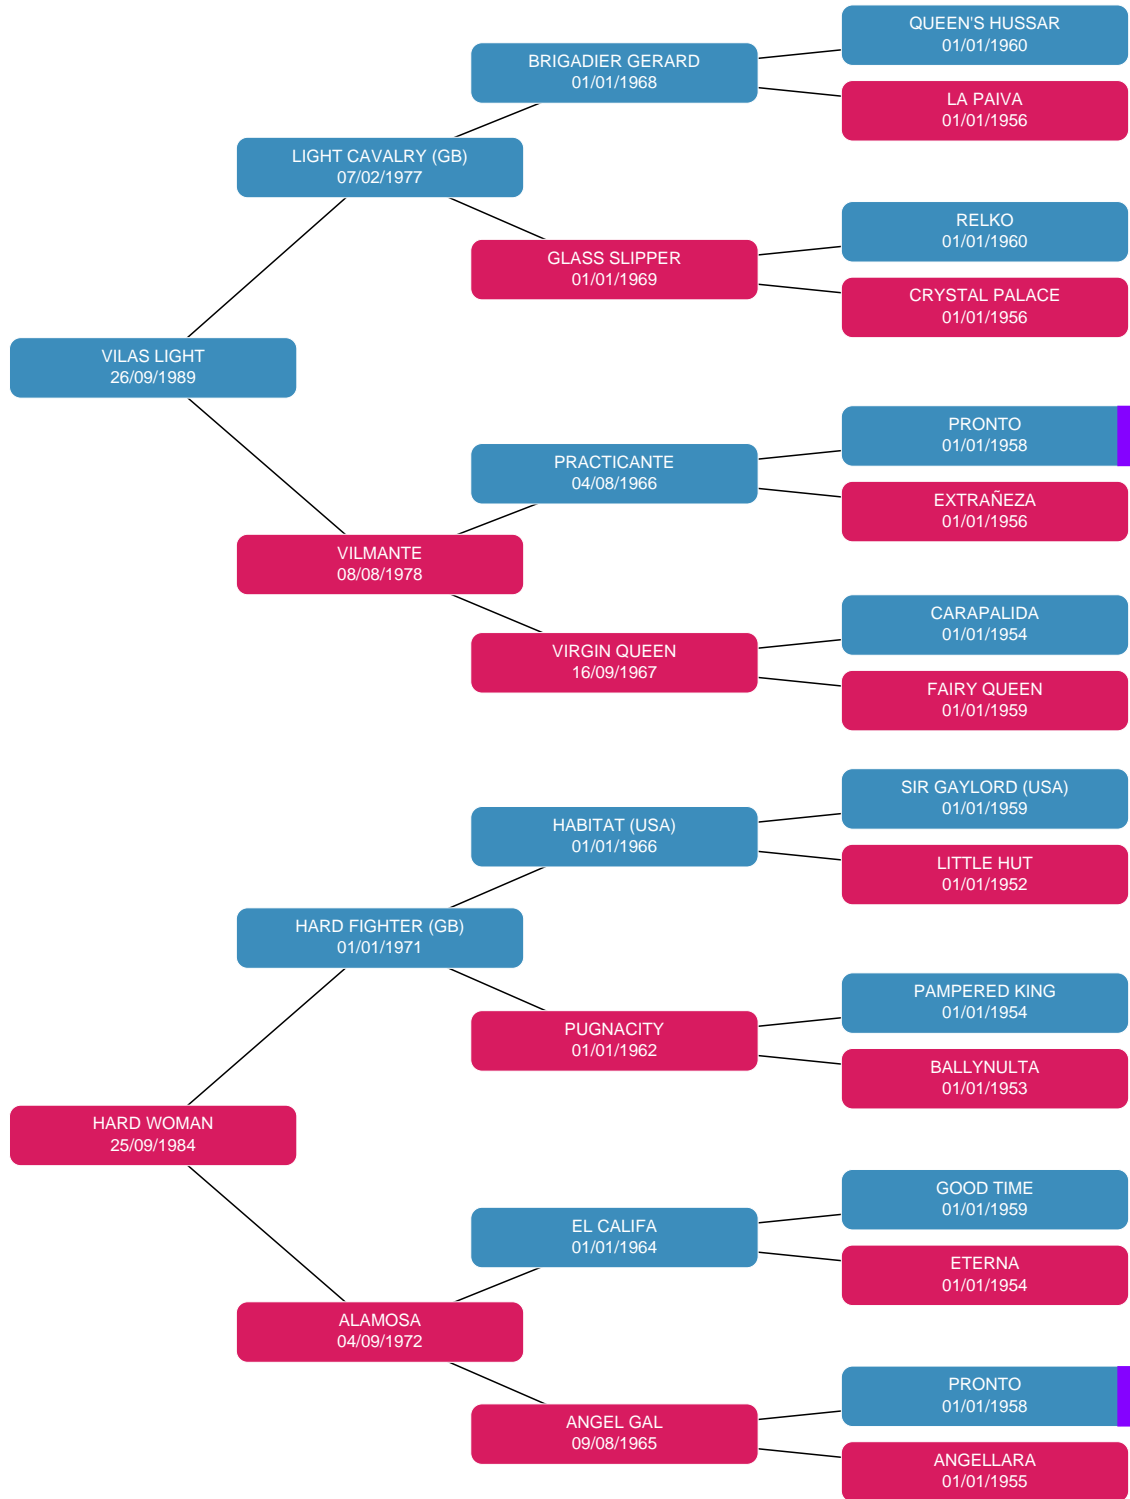 QUEEN'S HUSSAR
01/01/1960
BRIGADIER GERARD
01/01/1968
LA PAIVA
01/01/1956
LIGHT CAVALRY (GB)
07/02/1977
RELKO
01/01/1960
GLASS SLIPPER
01/01/1969
CRYSTAL PALACE
01/01/1956
VILAS LIGHT
26/09/1989
PRONTO
01/01/1958
PRACTICANTE
04/08/1966
EXTRAÑEZA
01/01/1956
VILMANTE
08/08/1978
CARAPALIDA
01/01/1954
VIRGIN QUEEN
16/09/1967
FAIRY QUEEN
01/01/1959
SIR GAYLORD (USA)
01/01/1959
HABITAT (USA)
01/01/1966
LITTLE HUT
01/01/1952
HARD FIGHTER (GB)
01/01/1971
PAMPERED KING
01/01/1954
PUGNACITY
01/01/1962
BALLYNULTA
01/01/1953
HARD WOMAN
25/09/1984
GOOD TIME
01/01/1959
EL CALIFA
01/01/1964
ETERNA
01/01/1954
ALAMOSA
04/09/1972
PRONTO
01/01/1958
ANGEL GAL
09/08/1965
ANGELLARA
01/01/1955